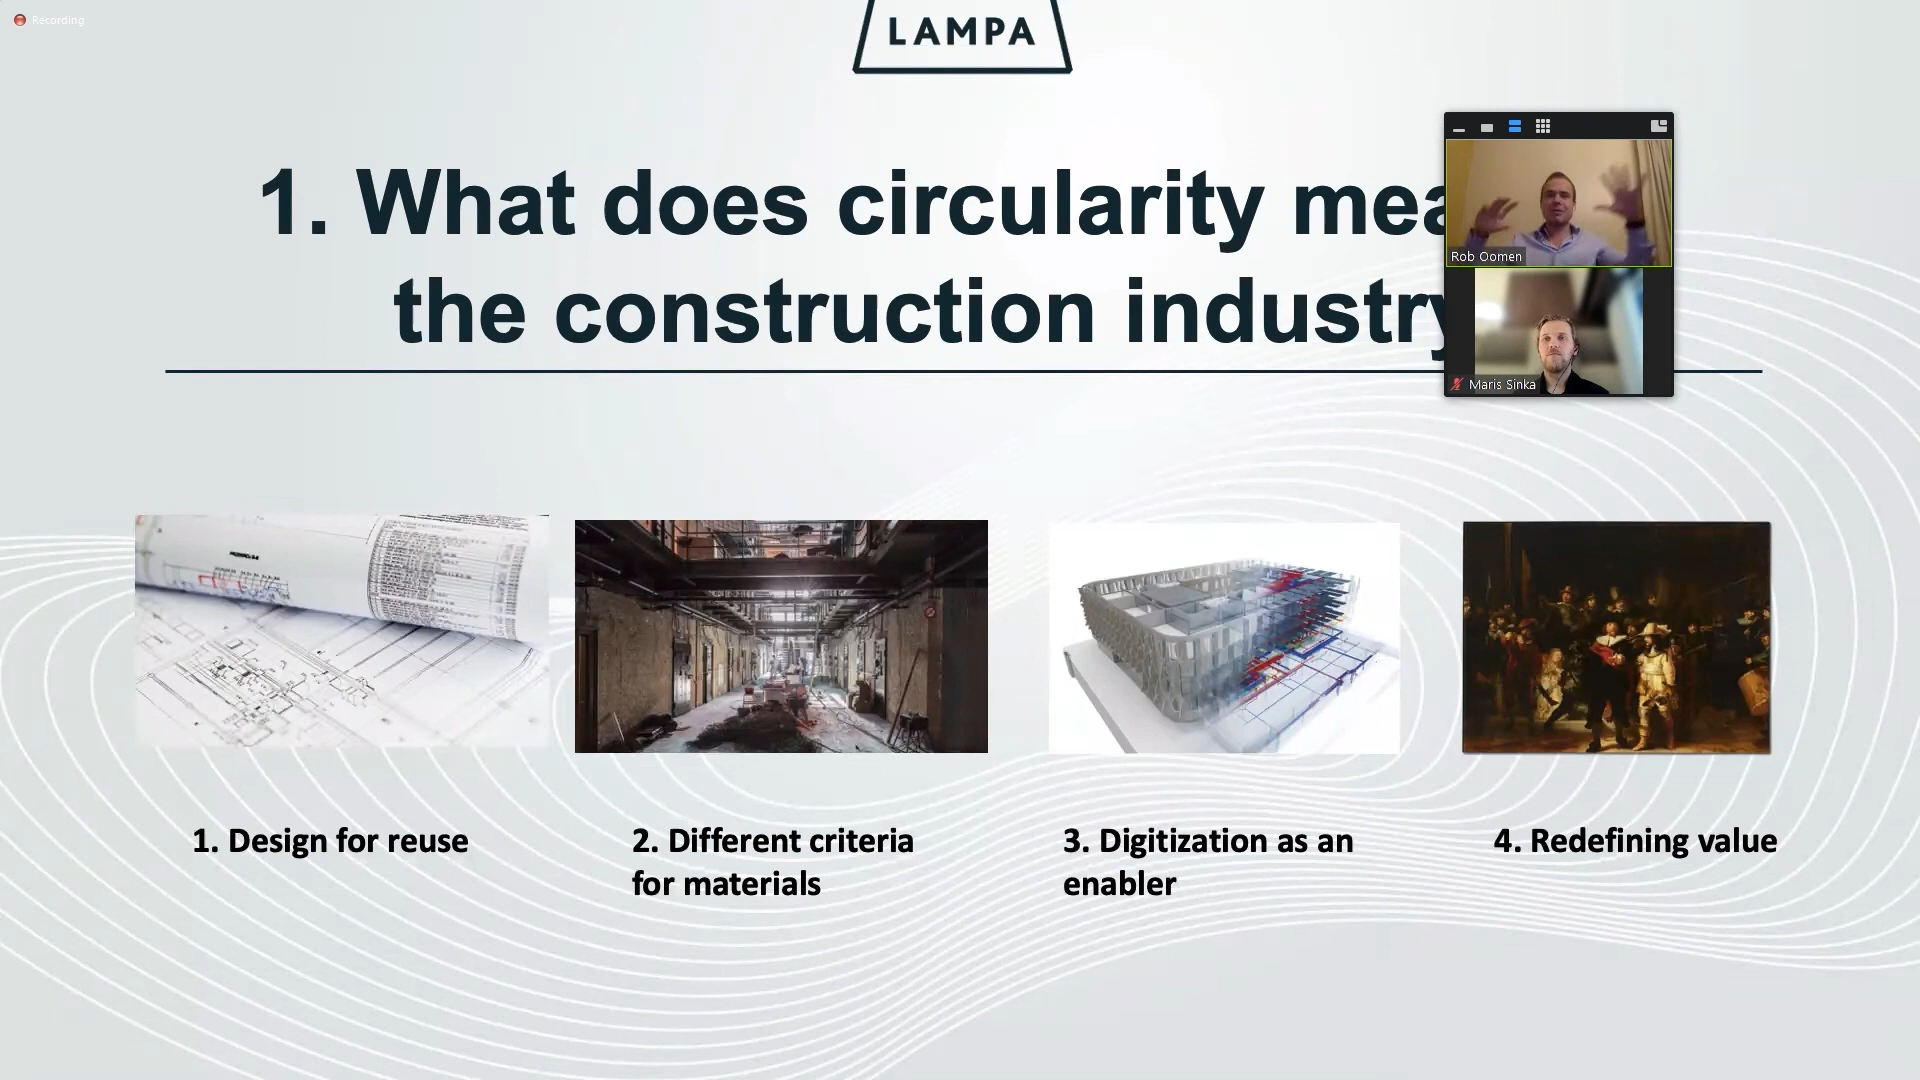 Recording
LAMPA
1. What does circularity mea
the construction industry
Rob Oomen
Maris Sinka
1. Design for reuse
2. Different criteria
for materials
3. Digitization as an
enabler
4. Redefining value